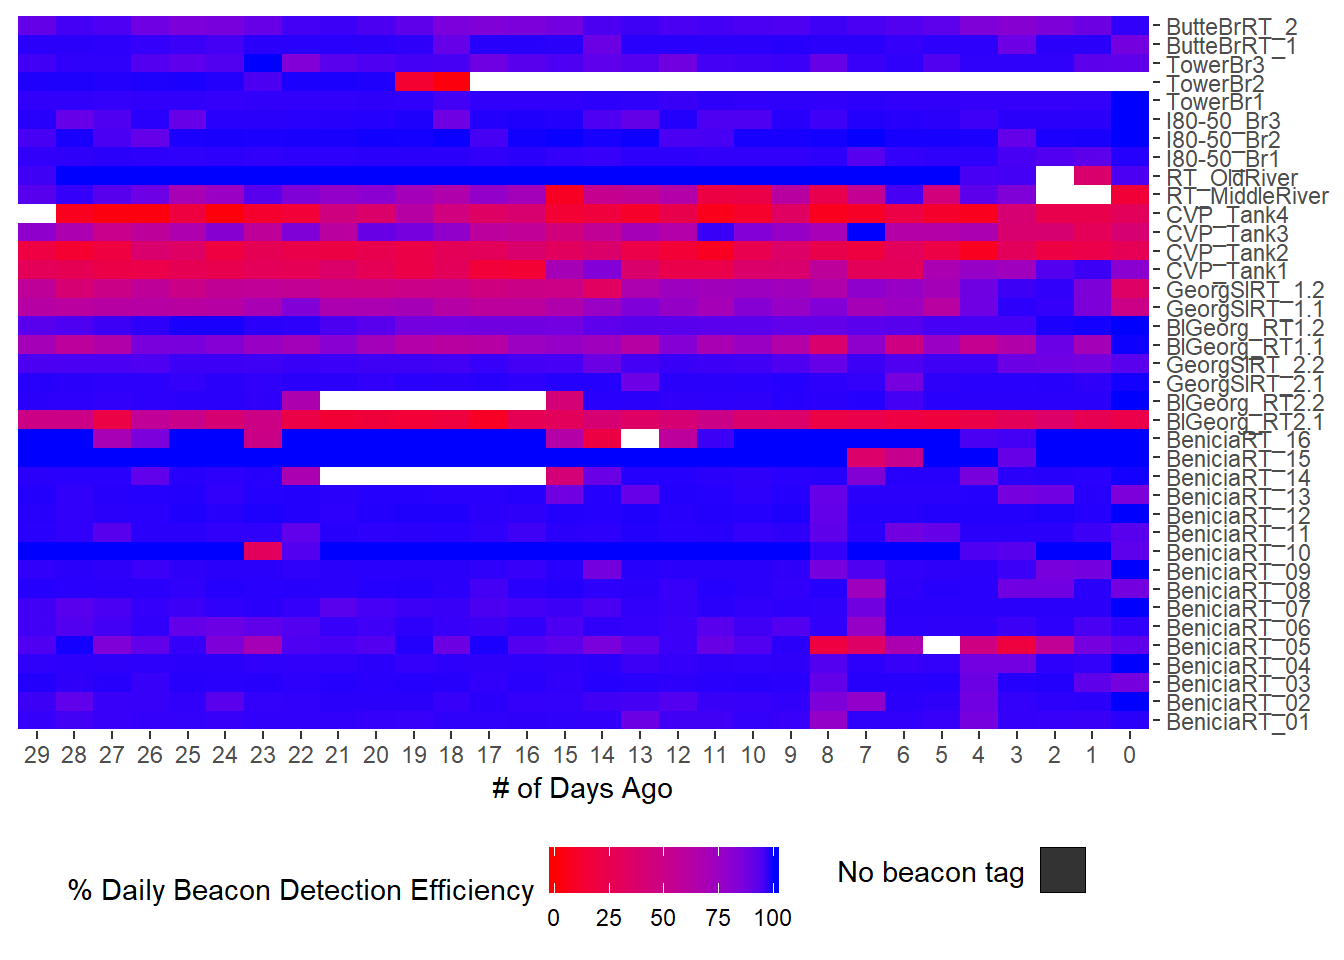 ButteBrRT_2
ButteBrRT_1
TowerBr3
TowerBr2
TowerBr1
I80-50_Br3
I80-50_Br2
I80-50_Br1
RT_OldRiver
RT_MiddleRiver
CVP_Tank4
CVP_Tank3
CVP_Tank2
CVP_Tank1
GeorgSlRT_1.2
GeorgSlRT_1.1
BlGeorg_RT1.2
BlGeorg_RT1.1
GeorgSlRT_2.2
GeorgSlRT_2.1
BlGeorg_RT2.2
BlGeorg_RT2.1
BeniciaRT_16
BeniciaRT_15
BeniciaRT_14
BeniciaRT_13
BeniciaRT_12
BeniciaRT_11
BeniciaRT_10
BeniciaRT_09
BeniciaRT_08
BeniciaRT_07
BeniciaRT_06
BeniciaRT_05
BeniciaRT_04
BeniciaRT_03
BeniciaRT_02
BeniciaRT_01
29 28 27 26 25 24 23 22 21 20 19 18 17 16 15 14 13 12 11 10 9 8 7 6 5 4 3 2 1 0
# of Days Ago
% Daily Beacon Detection Efficiency
0 25 50 75 100
No beacon tag